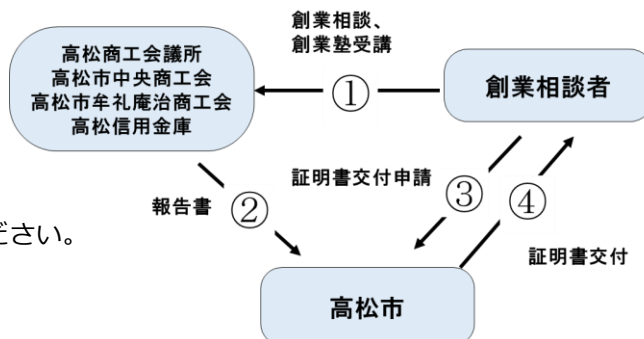 創業相談、
創業塾受講
高松商工会議所
高松市中央商工会
高松市牟礼庵治商工会
高松信用金庫
①
創業相談者
証明書交付申請
③
④
報告書
②
ださい。
証明書交付
高松市